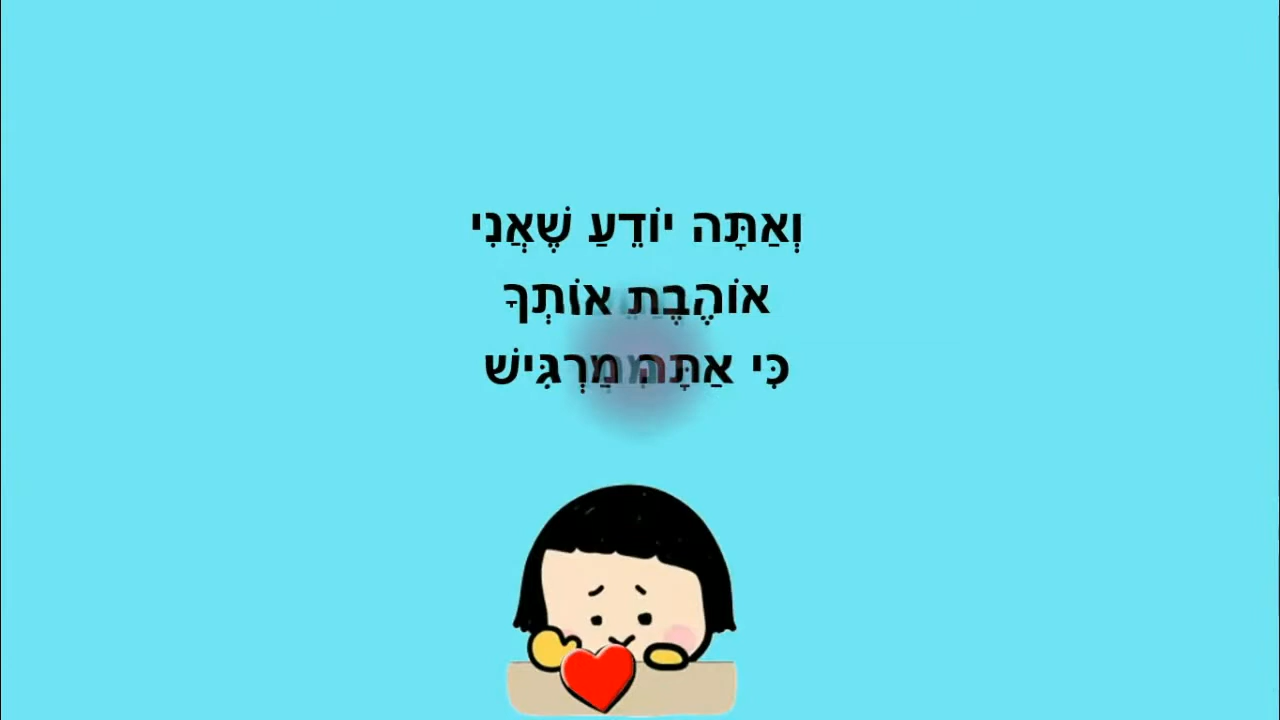 וְאַתָּה יוֹדֵעַ שֶׁאֲנִי
אוֹהֶבֶת אוֹתְךָ
כִּי אַתָּה מַרְגִּישׁ